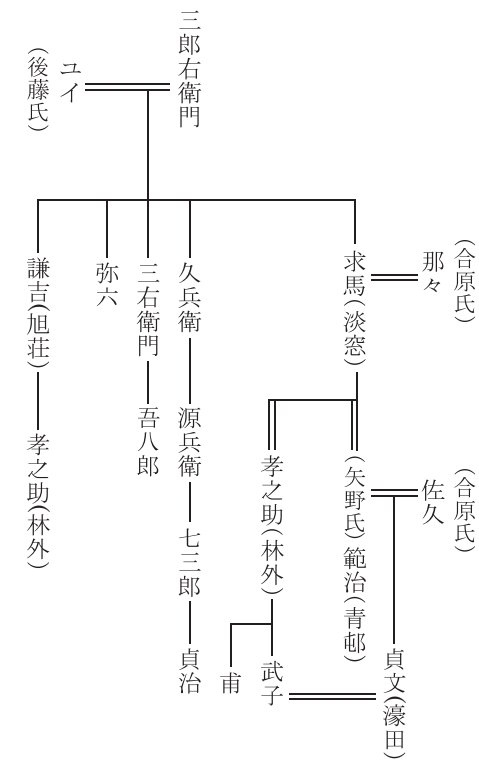 三郎右衛門
ユイ
(後藤氏)
(合原氏)
那々
求馬(淡窓)
久兵衛
三右衛門
弥六
謙吉(旭荘)
(合原氏)
佐久
(矢野氏)範治(青邨)
孝之助(林外)
源兵衛
吾八郎
孝之助(林外)
七三郎
貞文(濠田)
武子
甫
貞治